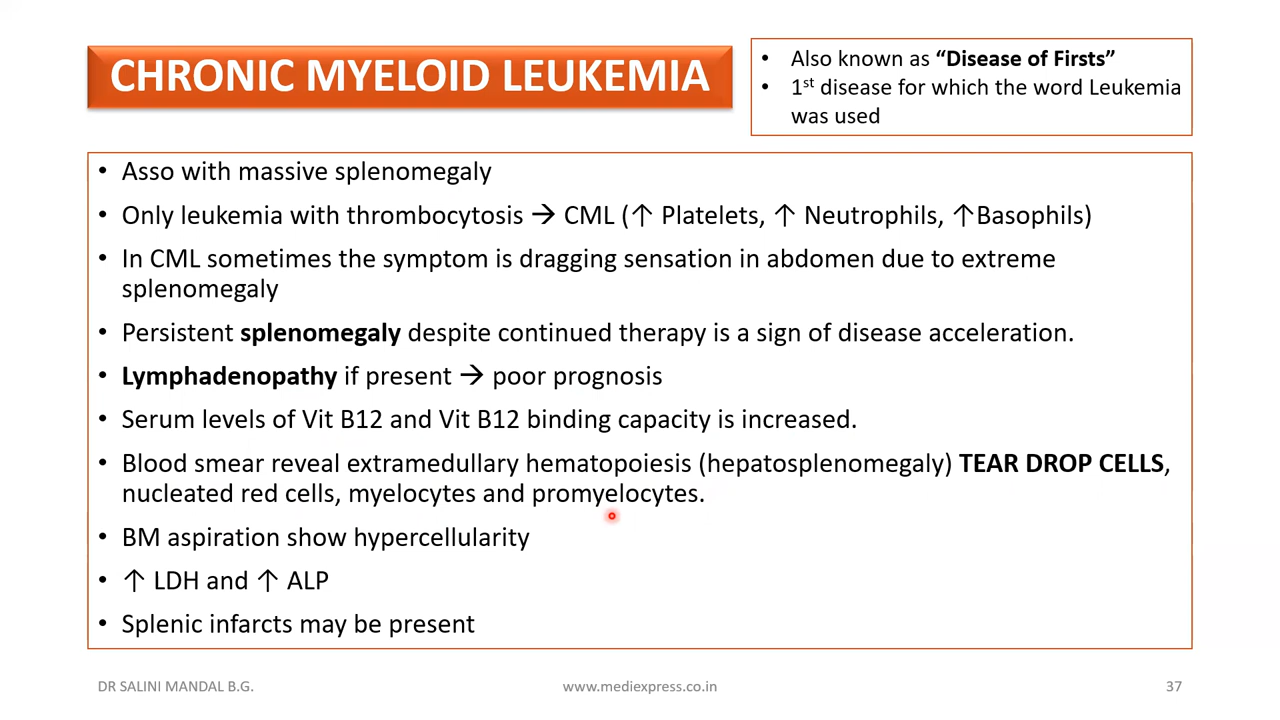 CHRONIC MYELOID LEUKEMIA
• Also known as “Disease of Firsts”
• 1st disease for which the word Leukemia
was used
• Asso with massive splenomegaly
• Only leukemia with thrombocytosis → CML (↑ Platelets, ↑ Neutrophils, ↑Basophils)
• In CML sometimes the symptom is dragging sensation in abdomen due to extreme
splenomegaly
• Persistent splenomegaly despite continued therapy is a sign of disease acceleration.
• Lymphadenopathy if present → poor prognosis
• Serum levels of Vit B12 and Vit B12 binding capacity is increased.
• Blood smear reveal extramedullary hematopoiesis (hepatosplenomegaly) TEAR DROP CELLS,
nucleated red cells, myelocytes and promyelocytes.
• BM aspiration show hypercellularity
• ↑ LDH and ↑ ALP
• Splenic infarcts may be present
DR SALINI MANDAL B.G.
www.mediexpress.co.in
37